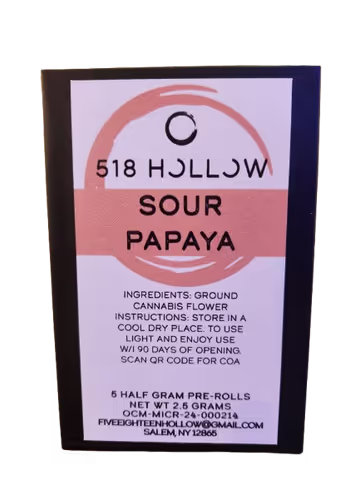 518 HOLLOW
SOUR
PAPAYA
INGREDIENTS: GROUND
CANNABIS FLOWER
INSTRUCTIONS: STORE IN A
COOL DRY PLACE. TO USE
LIGHT AND ENJOY USE
W/I 90 DAYS OF OPENING.
SCAN QR CODE FOR COA
5 HALF GRAM PRE-ROLLS
NET WT 2.5 GRAMS
OCM-MICR-24-000214
FIVEEIGHTEENHOLLOW@GMAIL.COM
SALEM, NY 12865